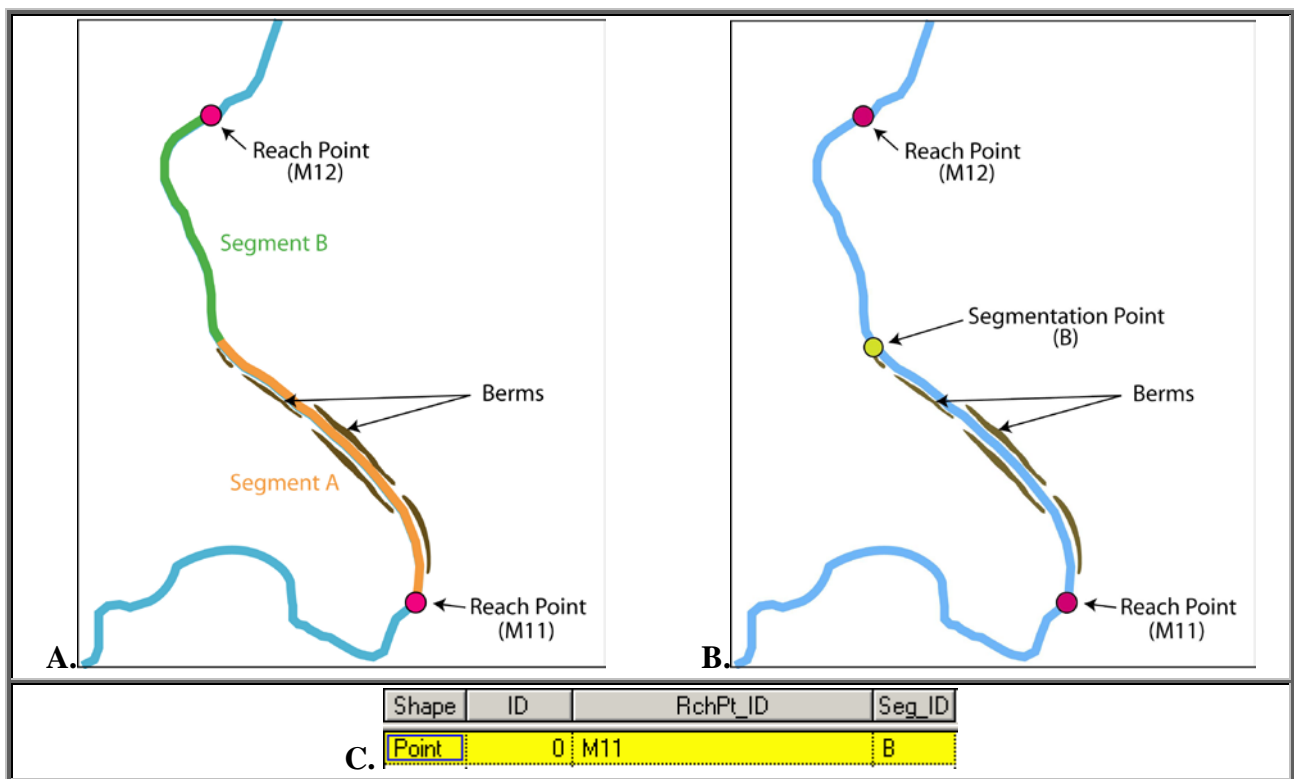 Reach Point
(M12)
Segment B
Berms
Segment A
Reach Point
(M11)
A.
Reach Point
(M12)
Segmentation Point
(B)
Berms
Reach Point
(M11)
B.
Shape ID RchPt_ID Seg_ID
Point 0 M11 B
C.